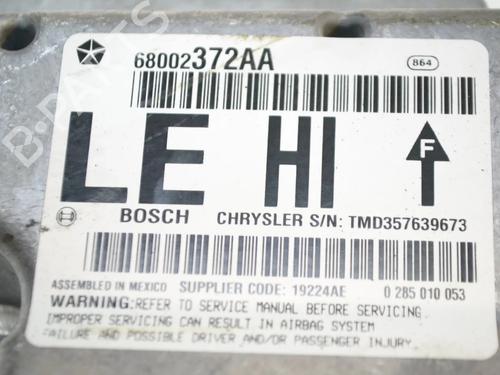 68002372AA
864
LE HI
F
BOSCH CHRYSLER S/N: TMD357639673
ASSEMBLED IN MEXICO SUPPLIER CODE: 19224AE 0 285 010 053
WARNING:REFER TO SERVICE MANUAL BEFORE SERVICING
IMPROPER SERVICING CAN RESULT IN AIRBAG SYSTEM
FAILURE AND POSSIBLE DRIVER AND/OR PASSENGER INJURY
B-PARTS